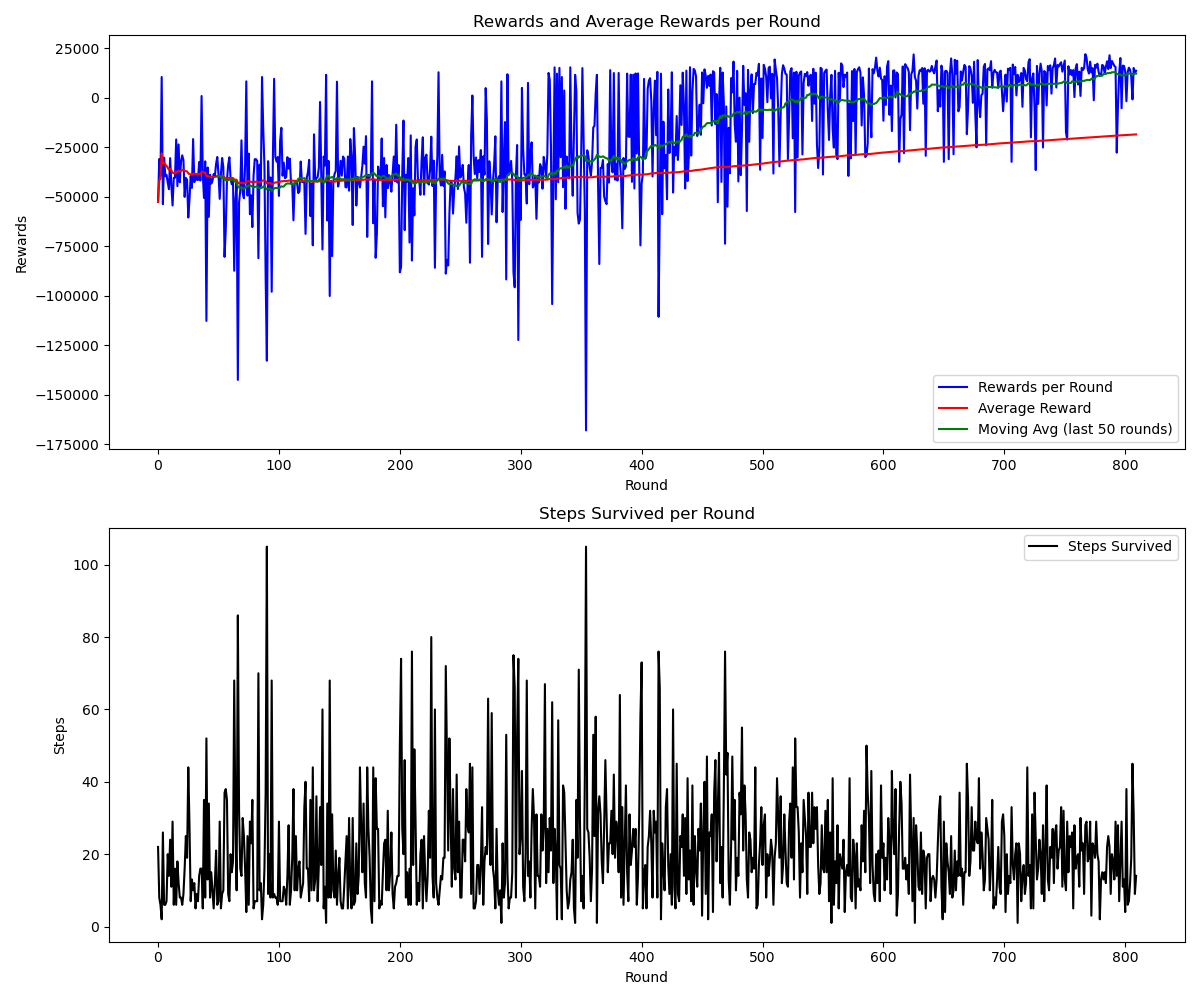 Rewards and Average Rewards per Round
25000
0
−25000
−50000
−75000
−100000
−125000
−150000
−175000
Rewards
Rewards per Round
Average Reward
Moving Avg (last 50 rounds)
0 100 200 300 400 500 600 700 800
Round
Steps Survived per Round
Steps Survived
100
80
60
40
20
0
Steps
0 100 200 300 400 500 600 700 800
Round